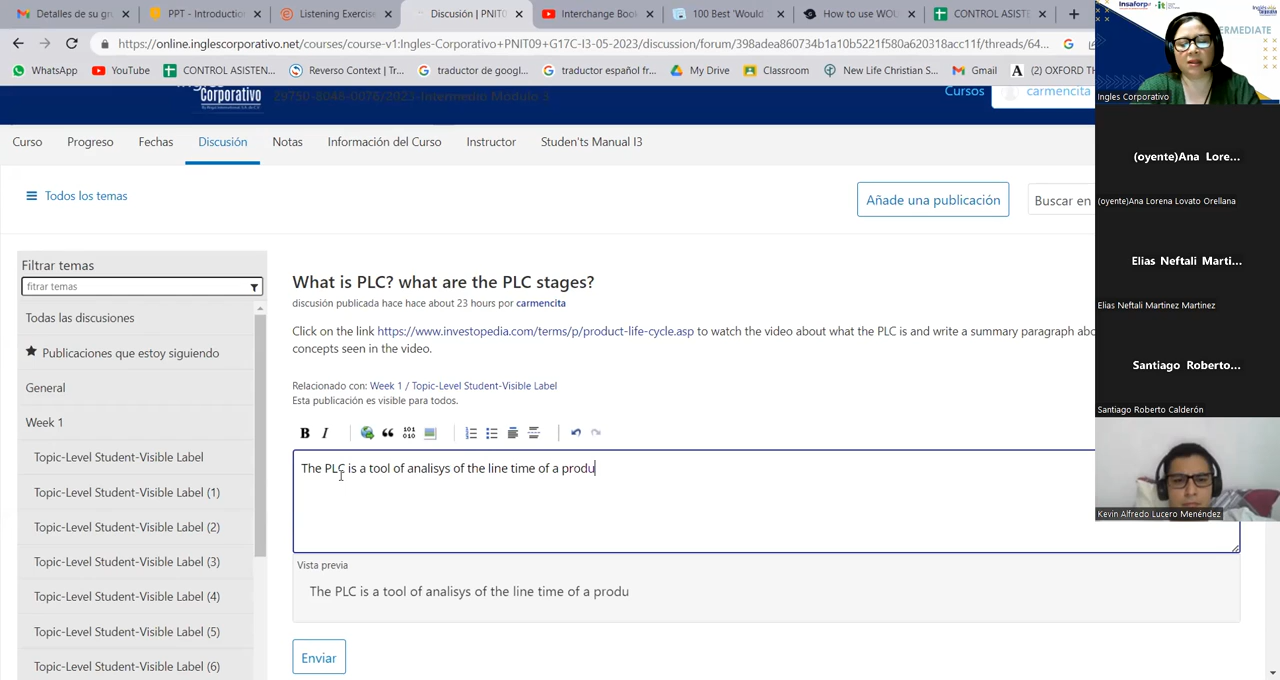 Detalles de su gru
PPT - Introductio
Listening Exercise
Discusión | PNIT0
Interchange Boo
100 Best 'Would
How to use WOU
CONTROL ASISTE
https://online.inglescorporativo.net/courses/course-v1:Ingles-Corporativo+PNIT09+G17C-I3-05-2023/discussion/forum/398adea860734b1a10b5221f580a620318acc11f/threads/64...
WhatsApp
YouTube
CONTROL ASISTEN...
Raverso Context | Tr...
traductor de Googl...
traductor español fr...
My Drive
Classroom
New Life Christian S...
Gmail
(2) OXFORD TH
Corporativo
Cursos
carmencita
Curso
Progreso
Fechas
Discusión
Notas
Información del Curso
Instructor
Studen'ts Manual I3
Todos los temas
Añade una publicación
Buscar en
Filtrar temas
fitrar temas
Todas las discusiones
Publicaciones que estoy siguiendo
General
Week 1
Topic-Level Student-Visible Label
Topic-Level Student-Visible Label (1)
Topic-Level Student-Visible Label (2)
Topic-Level Student-Visible Label (3)
Topic-Level Student-Visible Label (4)
Topic-Level Student-Visible Label (5)
Topic-Level Student-Visible Label (6)
What is PLC? what are the PLC stages?
discusión publicada hace hace about 23 hours por carmencita
Click on the link https://www.investopedia.com/terms/p/product-life-cycle.asp to watch the video about what the PLC is and write a summary paragraph abo
concepts seen in the video.
Relacionado con: Week 1 / Topic-Level Student-Visible Label
Esta publicación es visible para todos.
The PLC is a tool of analisys of the line time of a produ
Vista previa
The PLC is a tool of analisys of the line time of a produ
Enviar
Insaforp
ERMEDIATE
Ingles Corporativo
(oyente)Ana Lore...
(oyente)Ana Lorena Lovato Orellana
Elias Neftali Marti...
Elias Neftali Martinez Martinez
Santiago Roberto...
Santiago Roberto Calderón
Kevin Alfredo Lucero Menéndez